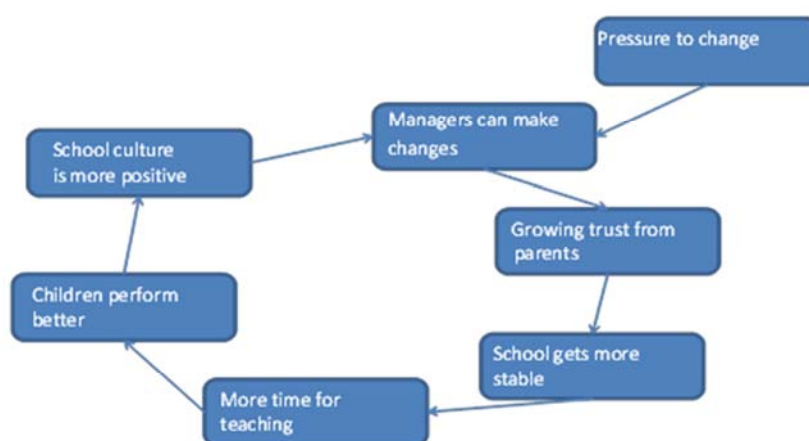 Pressure to change
Managers can make
changes
School culture
is more positive
Growing trust from
parents
Children perform
better
School gets more
stable
More time for
teaching